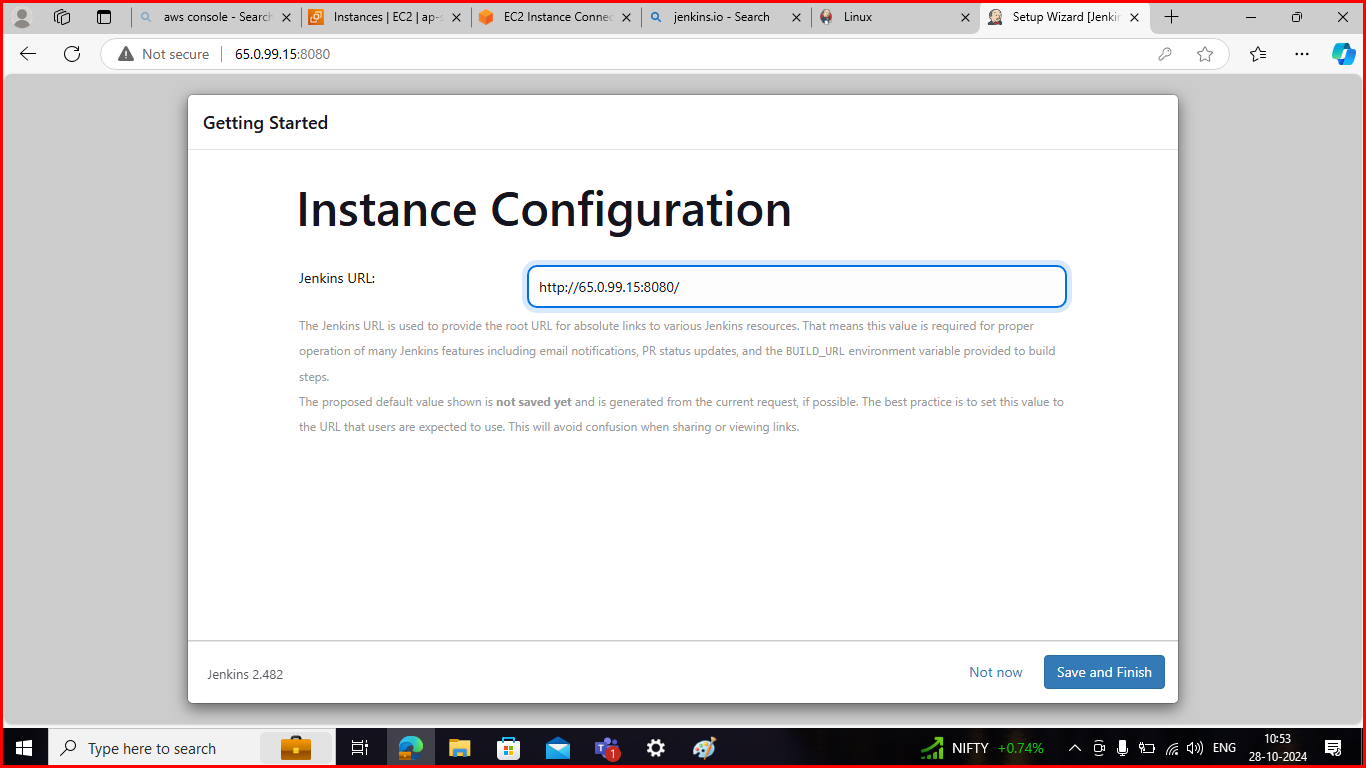 aws console - Search
Instances | EC2 | ap-s
EC2 Instance Connec
jenkins.io - Search
Linux
Setup Wizard [Jenkin
Not secure
65.0.99.15:8080
Getting Started
Instance Configuration
Jenkins URL:
http://65.0.99.15:8080/
The Jenkins URL is used to provide the root URL for absolute links to various Jenkins resources. That means this value is required for proper
operation of many Jenkins features including email notifications, PR status updates, and the BUILD_URL environment variable provided to build
steps.
The proposed default value shown is not saved yet and is generated from the current request, if possible. The best practice is to set this value to
the URL that users are expected to use. This will avoid confusion when sharing or viewing links.
Jenkins 2.482
Not now
Save and Finish
Type here to search
1
NIFTY +0.74%
ENG
10:53
28-10-2024